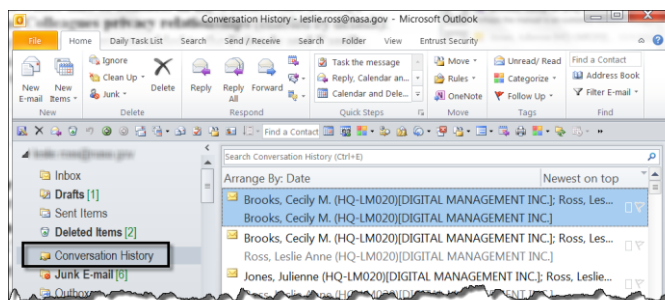 Conversation History - leslie.ross@nasa.gov - Microsoft Outlook
File Home Daily Task List Search Send / Receive Search Folder View Entrust Security
New E-mail
New Items
Ignore
Clean Up
Junk
Delete
Reply
Reply All
Forward
Task the message
Reply, Calendar an...
Calendar and Dele...
Move
Rules
OneNote
Unread/ Read
Categorize
Follow Up
Find a Contact
Address Book
Filter E-mail
New Delete Respond Quick Steps Move Tags Find
Find a Contact
Search Conversation History (Ctrl+E)
Arrange By: Date Newest on top
Inbox
Drafts [1]
Sent Items
Deleted Items [2]
Conversation History
Junk E-mail [6]
Outbox
Brooks, Cecily M. (HQ-LM020)[DIGITAL MANAGEMENT INC.]; Ross, Les...
Brooks, Cecily M. (HQ-LM020)[DIGITAL MANAGEMENT INC.]
Brooks, Cecily M. (HQ-LM020)[DIGITAL MANAGEMENT INC.]; Ross, Les...
Ross, Leslie Anne (HQ-LM020)[DIGITAL MANAGEMENT INC.]
Jones, Julienne (HQ-LM020)[DIGITAL MANAGEMENT INC.]; Ross, Leslie...